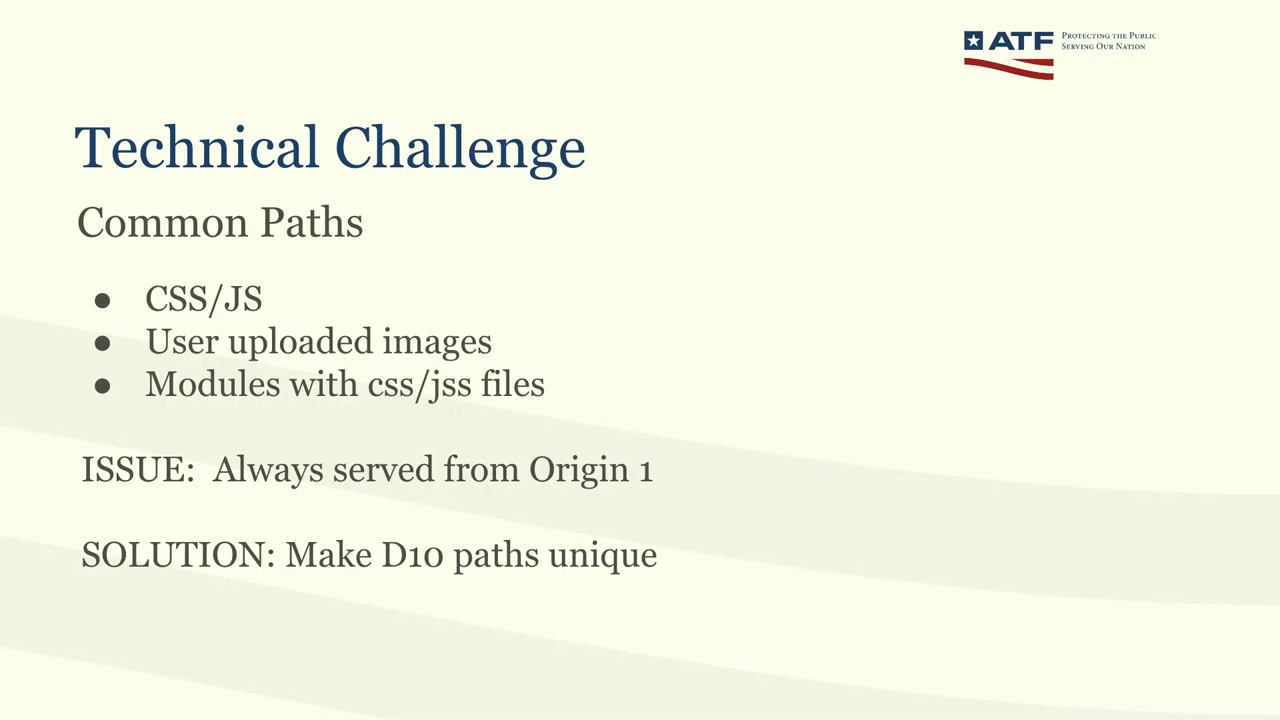 ATF
PROTECTING THE PUBLIC
SERVING OUR NATION
Technical Challenge
Common Paths
● CSS/JS
● User uploaded images
● Modules with css/jss files
ISSUE: Always served from Origin 1
SOLUTION: Make D10 paths unique